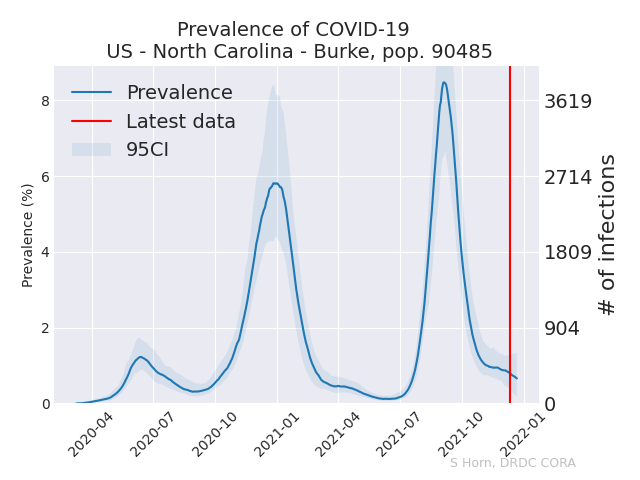 Prevalence of COVID-19
US - North Carolina - Burke, pop. 90485
Prevalence
Latest data
95CI
Prevalence (%)
8
6
4
2
0
3619
2714
1809
904
0
# of infections
2020-04
2020-07
2020-10
2021-01
2021-04
2021-07
2021-10
2022-01
S Horn, DRDC CORA